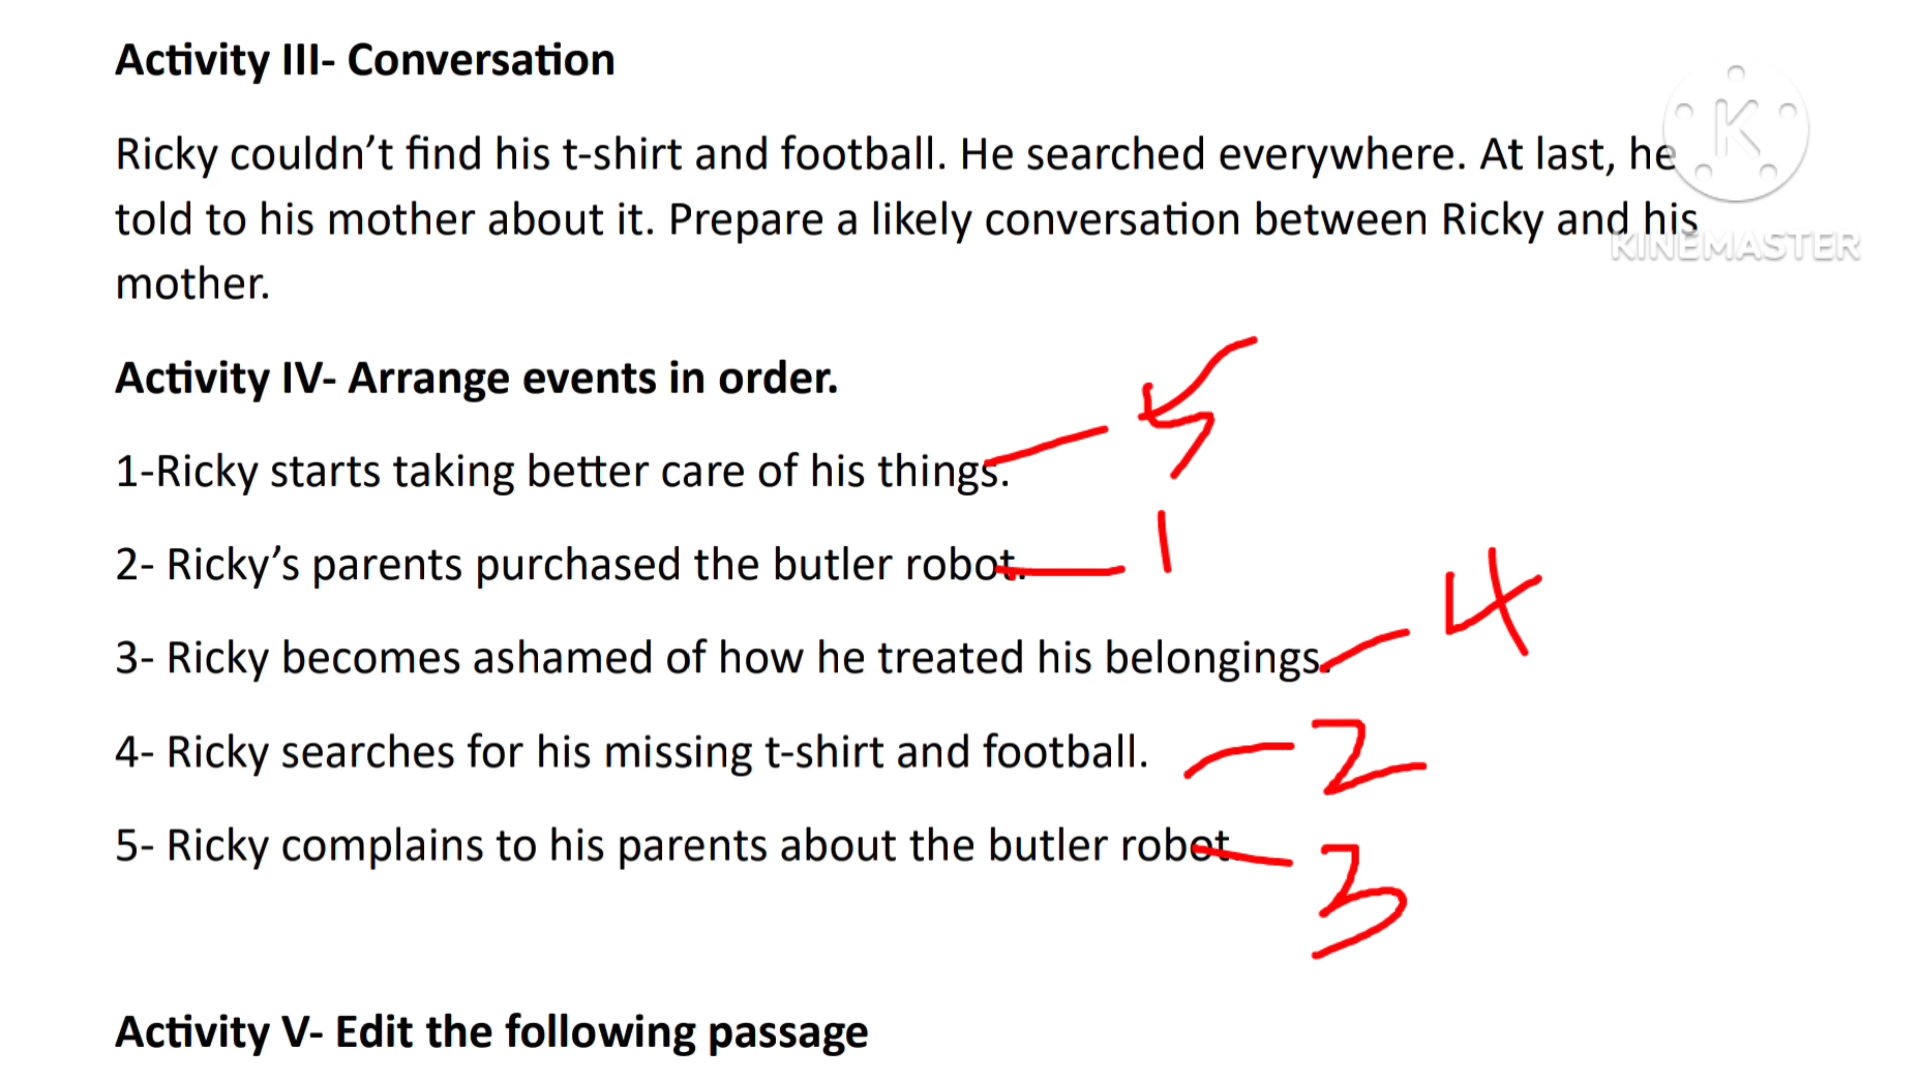 Activity III- Conversation
Ricky couldn’t find his t-shirt and football. He searched everywhere. At last, he
told to his mother about it. Prepare a likely conversation between Ricky and his
mother.
K
KINEMASTER
Activity IV- Arrange events in order.
1-Ricky starts taking better care of his things. 5
2- Ricky’s parents purchased the butler robot. 1
3- Ricky becomes ashamed of how he treated his belongings. 4
4- Ricky searches for his missing t-shirt and football. 2
5- Ricky complains to his parents about the butler robot 3
Activity V- Edit the following passage